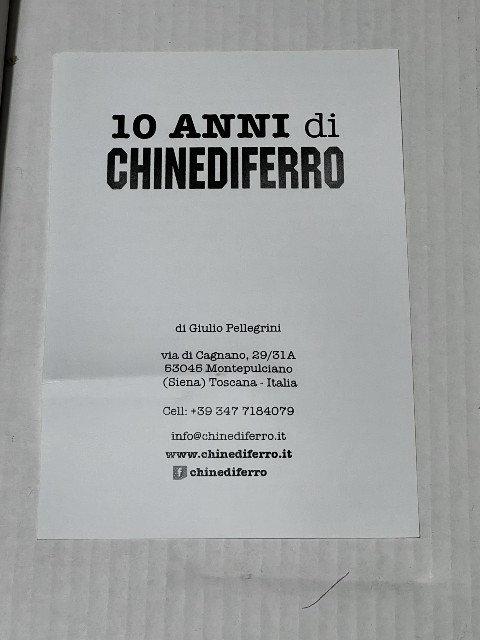 10 ANNI di
CHINEDIFERRO
di Giulio Pellegrini
via di Cagnano, 29/31A
53045 Montepulciano
(Siena) Toscana - Italia
Cell: +39 347 7184079
info@chinediferro.it
www.chinediferro.it
f chinediferro